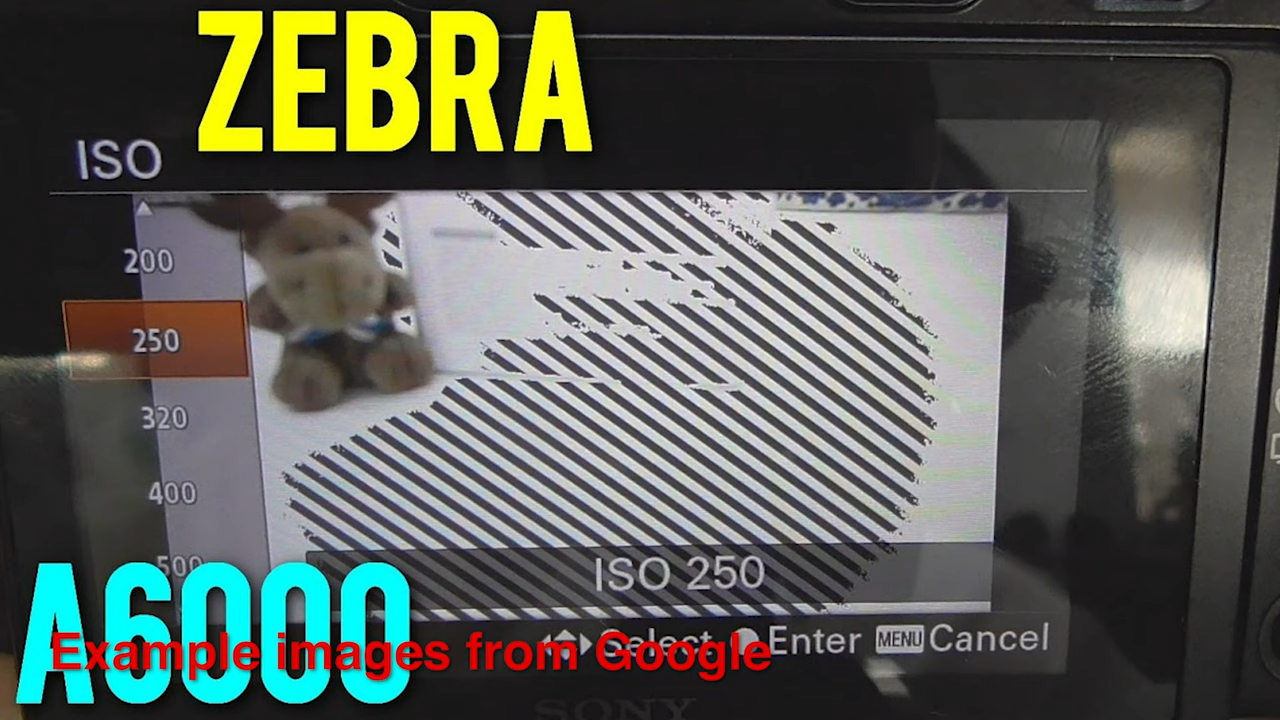 ZEBRA
ISO
200
250
320
400
500
ISO 250
A6000
Select Enter MENU Cancel
Example images from Google
SONY